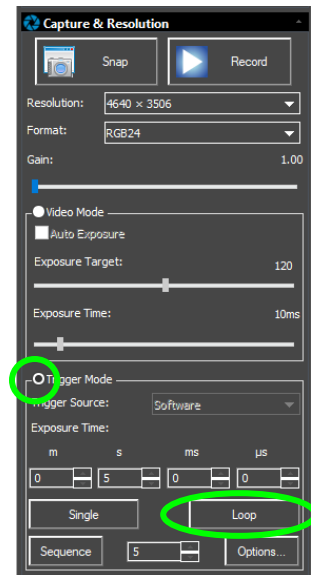 Capture & Resolution
Snap
Record
Resolution: 4640 × 3506
Format: RGB24
Gain: 1.00
Video Mode
Auto Exposure
Exposure Target: 120
Exposure Time: 10ms
Trigger Mode
Trigger Source: Software
Exposure Time:
m s ms µs
0 5 0 0
Single Loop
Sequence 5 Options...